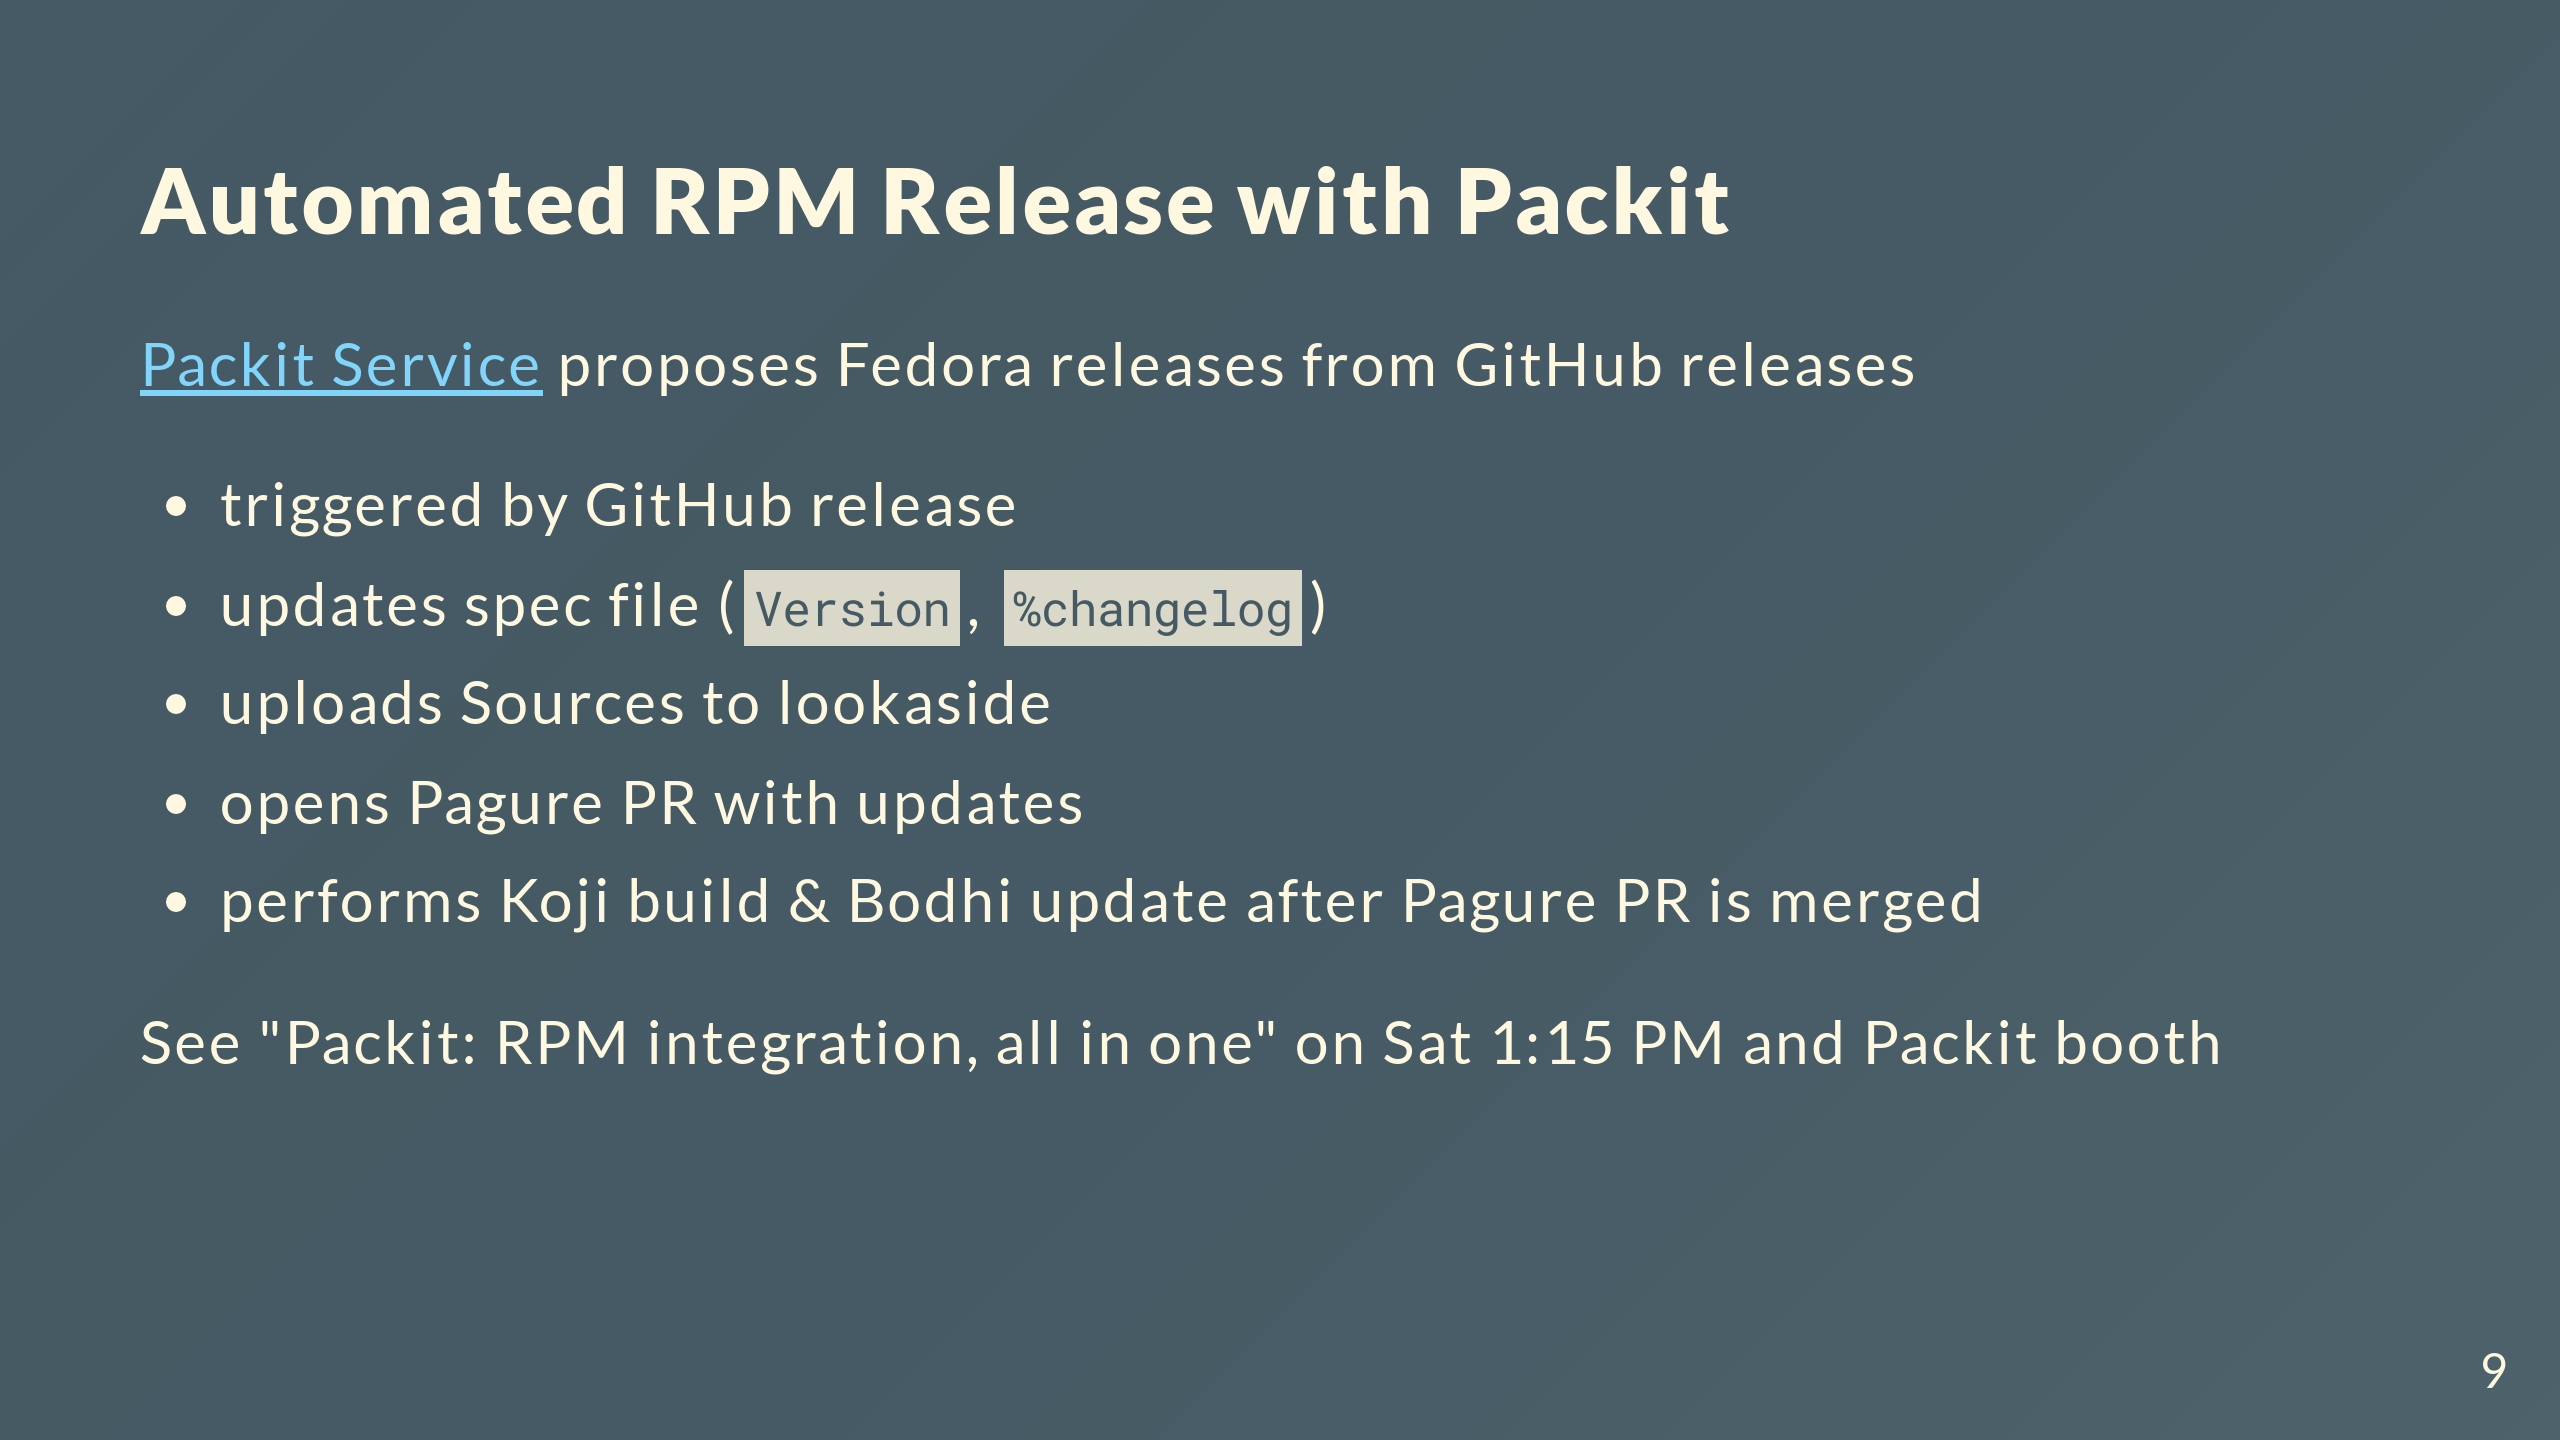 Automated RPM Release with Packit
Packit Service proposes Fedora releases from GitHub releases
• triggered by GitHub release
• updates spec file ( Version , %changelog )
• uploads Sources to lookaside
• opens Pagure PR with updates
• performs Koji build & Bodhi update after Pagure PR is merged
See "Packit: RPM integration, all in one" on Sat 1:15 PM and Packit booth
9